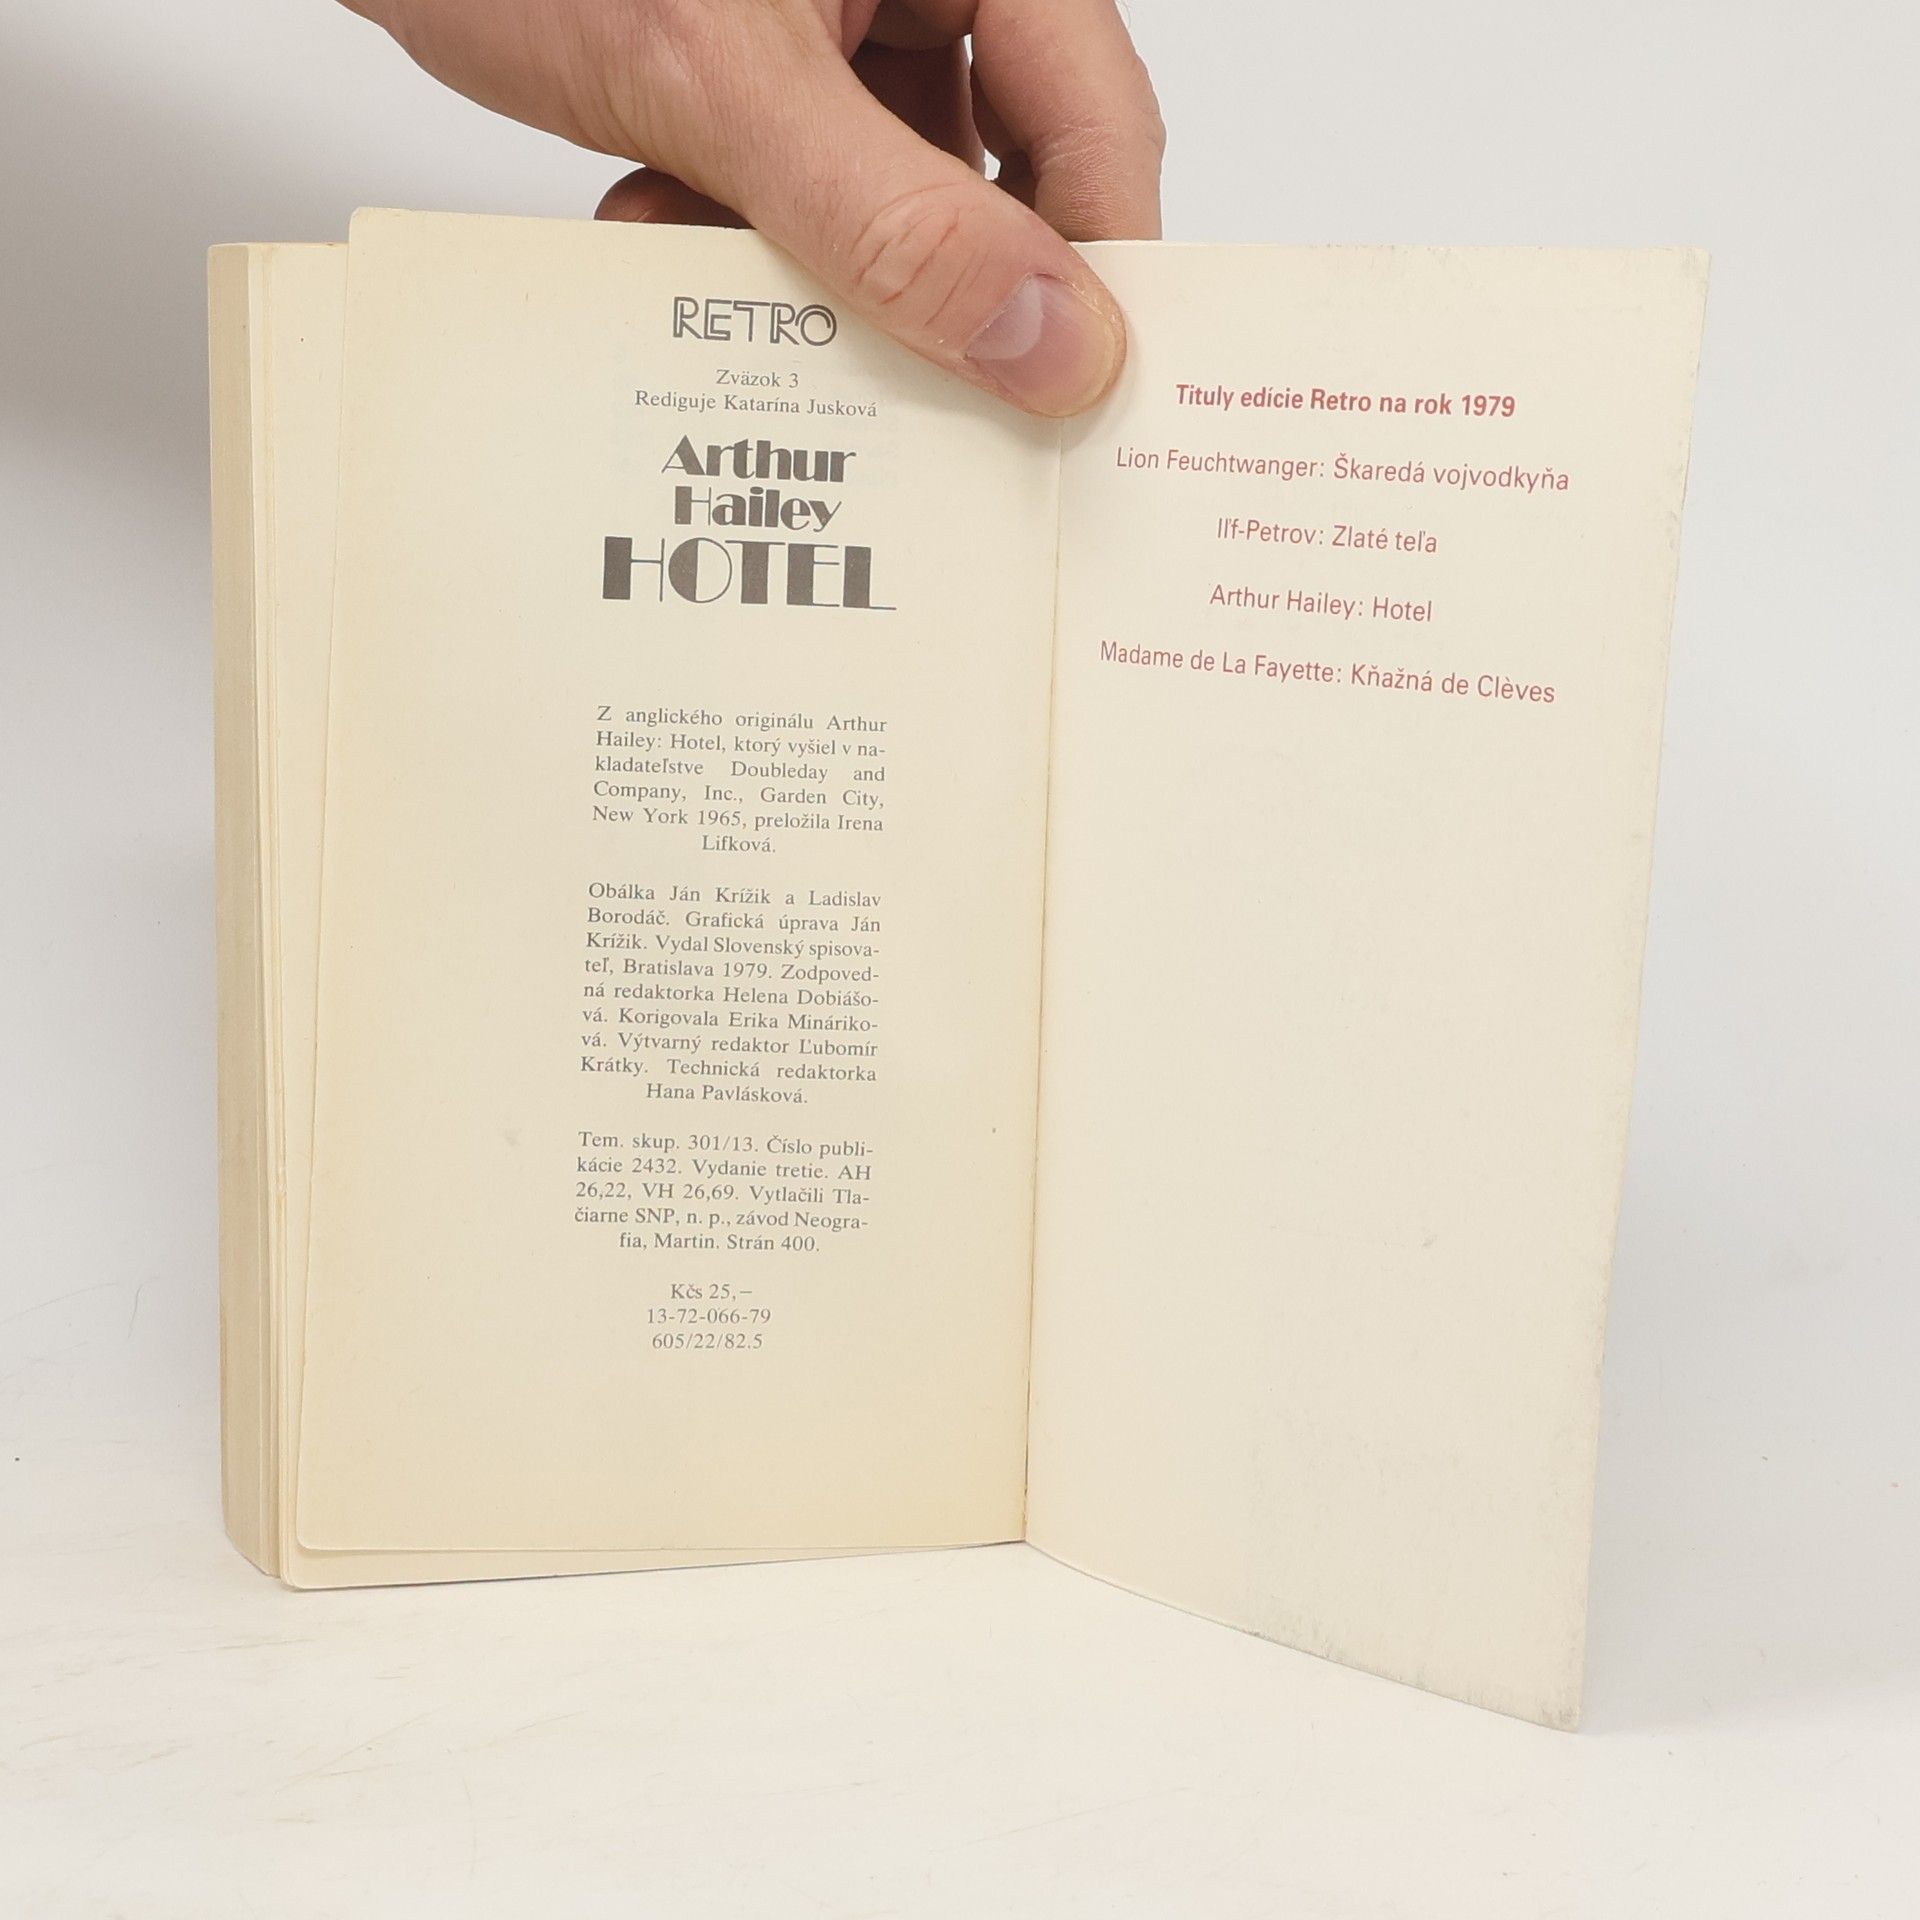 RETRO
Zväzok 3
Rediguje Katarína Jusková
Arthur
Hailey
HOTEL
Z anglického originálu Arthur
Hailey: Hotel, ktorý vyšiel v na-
kladateľstve Doubleday and
Company, Inc., Garden City,
New York 1965, preložila Irena
Lifková.
Obálka Ján Krížik a Ladislav
Borodáč. Grafická úprava Ján
Krížik. Vydal Slovenský spisova-
teľ, Bratislava 1979. Zodpoved-
ná redaktorka Helena Dobiášo-
vá. Korigovala Erika Mináriko-
vá. Výtvarný redaktor Ľubomír
Krátky. Technická redaktorka
Hana Pavlásková.
Tem. skup. 301/13. Číslo publi-
kácie 2432. Vydanie tretie. AH
26,22, VH 26,69. Vytlačili Tla-
čiarne SNP, n. p., závod Neogra-
fia, Martin. Strán 400.
Kčs 25,—
13-72-066-79
605/22/82.5
Tituly edície Retro na rok 1979
Lion Feuchtwanger: Škaredá vojvodkyňa
Iľf-Petrov: Zlaté teľa
Arthur Hailey: Hotel
Madame de La Fayette: Kňažná de Clèves